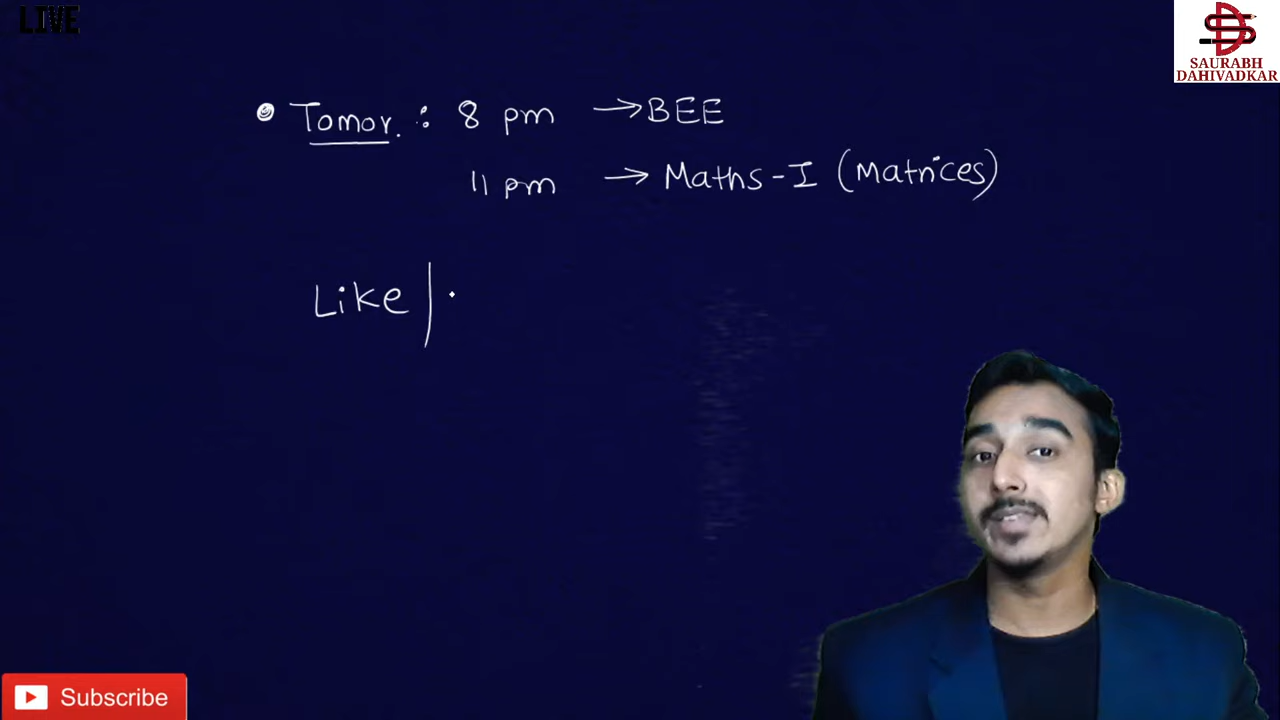 LIVE
SAURABH
DAHIVADKAR
Tomor. : 8 pm → BEE
11 pm → Maths-I (Matrices)
Like |
Subscribe